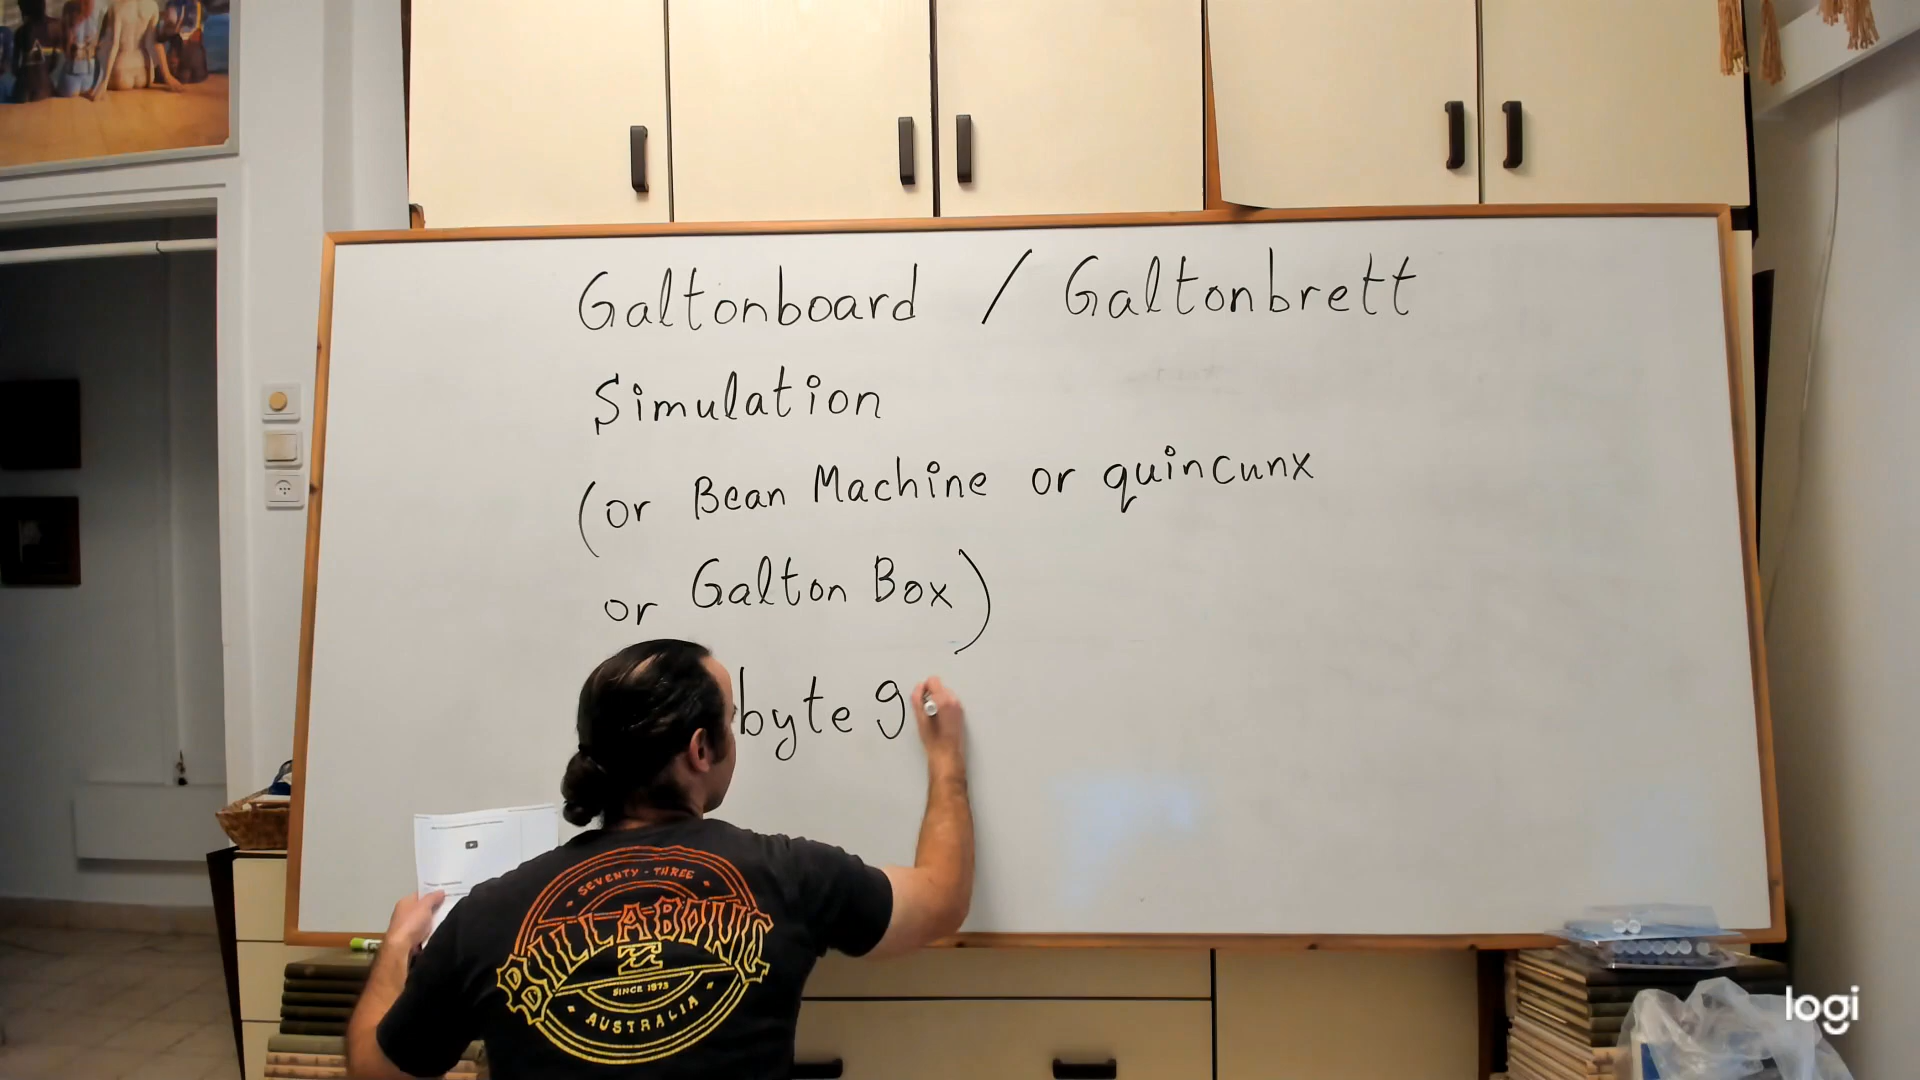 Galtonboard / Galtonbrett
Simulation
(or Bean Machine or quincunx
or Galton Box)
byte g
SEVENTY-THREE
BILLABONG
SINCE 1973
AUSTRALIA
logi